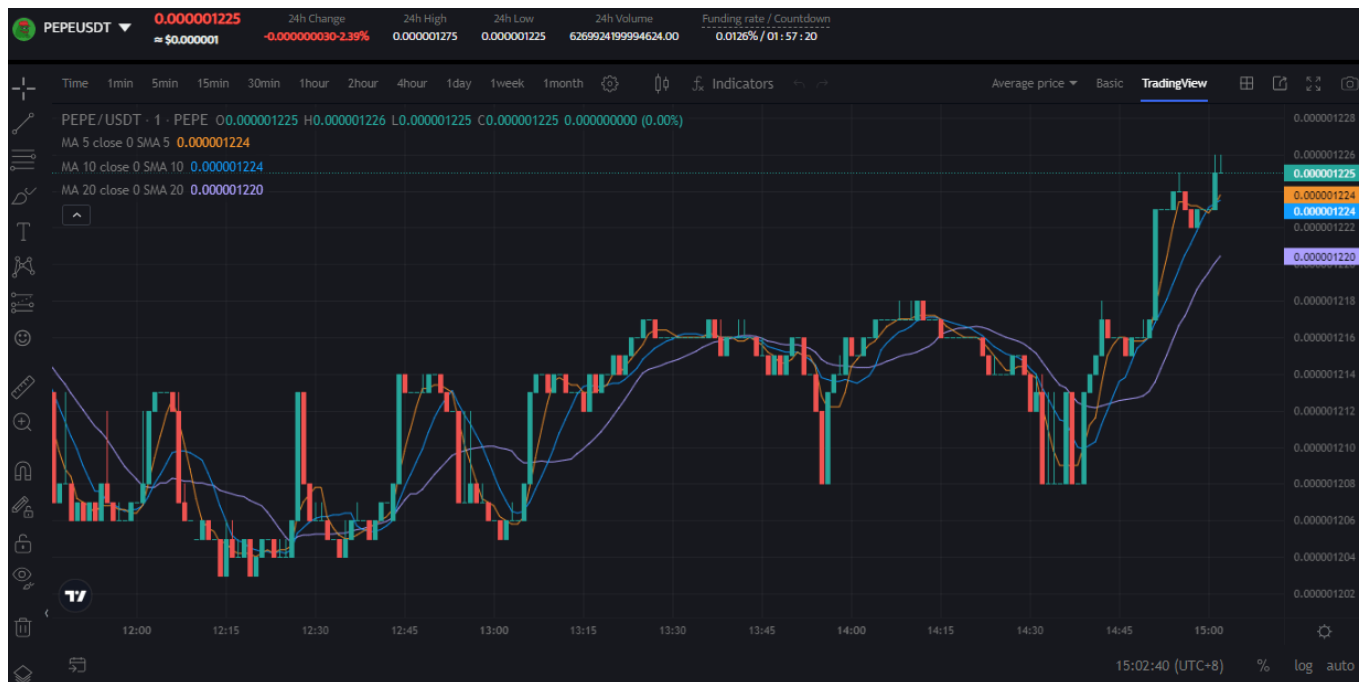 PEPEUSDT
0.000001225
≈ $0.000001
24h Change
-0.000000030-2.39%
24h High
0.000001275
24h Low
0.000001225
24h Volume
6269924199994624.00
Funding rate / Countdown
0.0126% / 01 : 57 : 20
Time 1min 5min 15min 30min 1hour 2hour 4hour 1day 1week 1month Indicators Average price Basic TradingView
PEPE/USDT · 1 · PEPE O0.000001225 H0.000001226 L0.000001225 C0.000001225 0.000000000 (0.00%)
MA 5 close 0 SMA 5 0.000001224
MA 10 close 0 SMA 10 0.000001224
MA 20 close 0 SMA 20 0.000001220
0.000001228
0.000001226
0.000001225
0.000001224
0.000001224
0.000001222
0.000001220
0.000001218
0.000001216
0.000001214
0.000001212
0.000001210
0.000001208
0.000001206
0.000001204
0.000001202
12:00 12:15 12:30 12:45 13:00 13:15 13:30 13:45 14:00 14:15 14:30 14:45 15:00
15:02:40 (UTC+8) % log auto